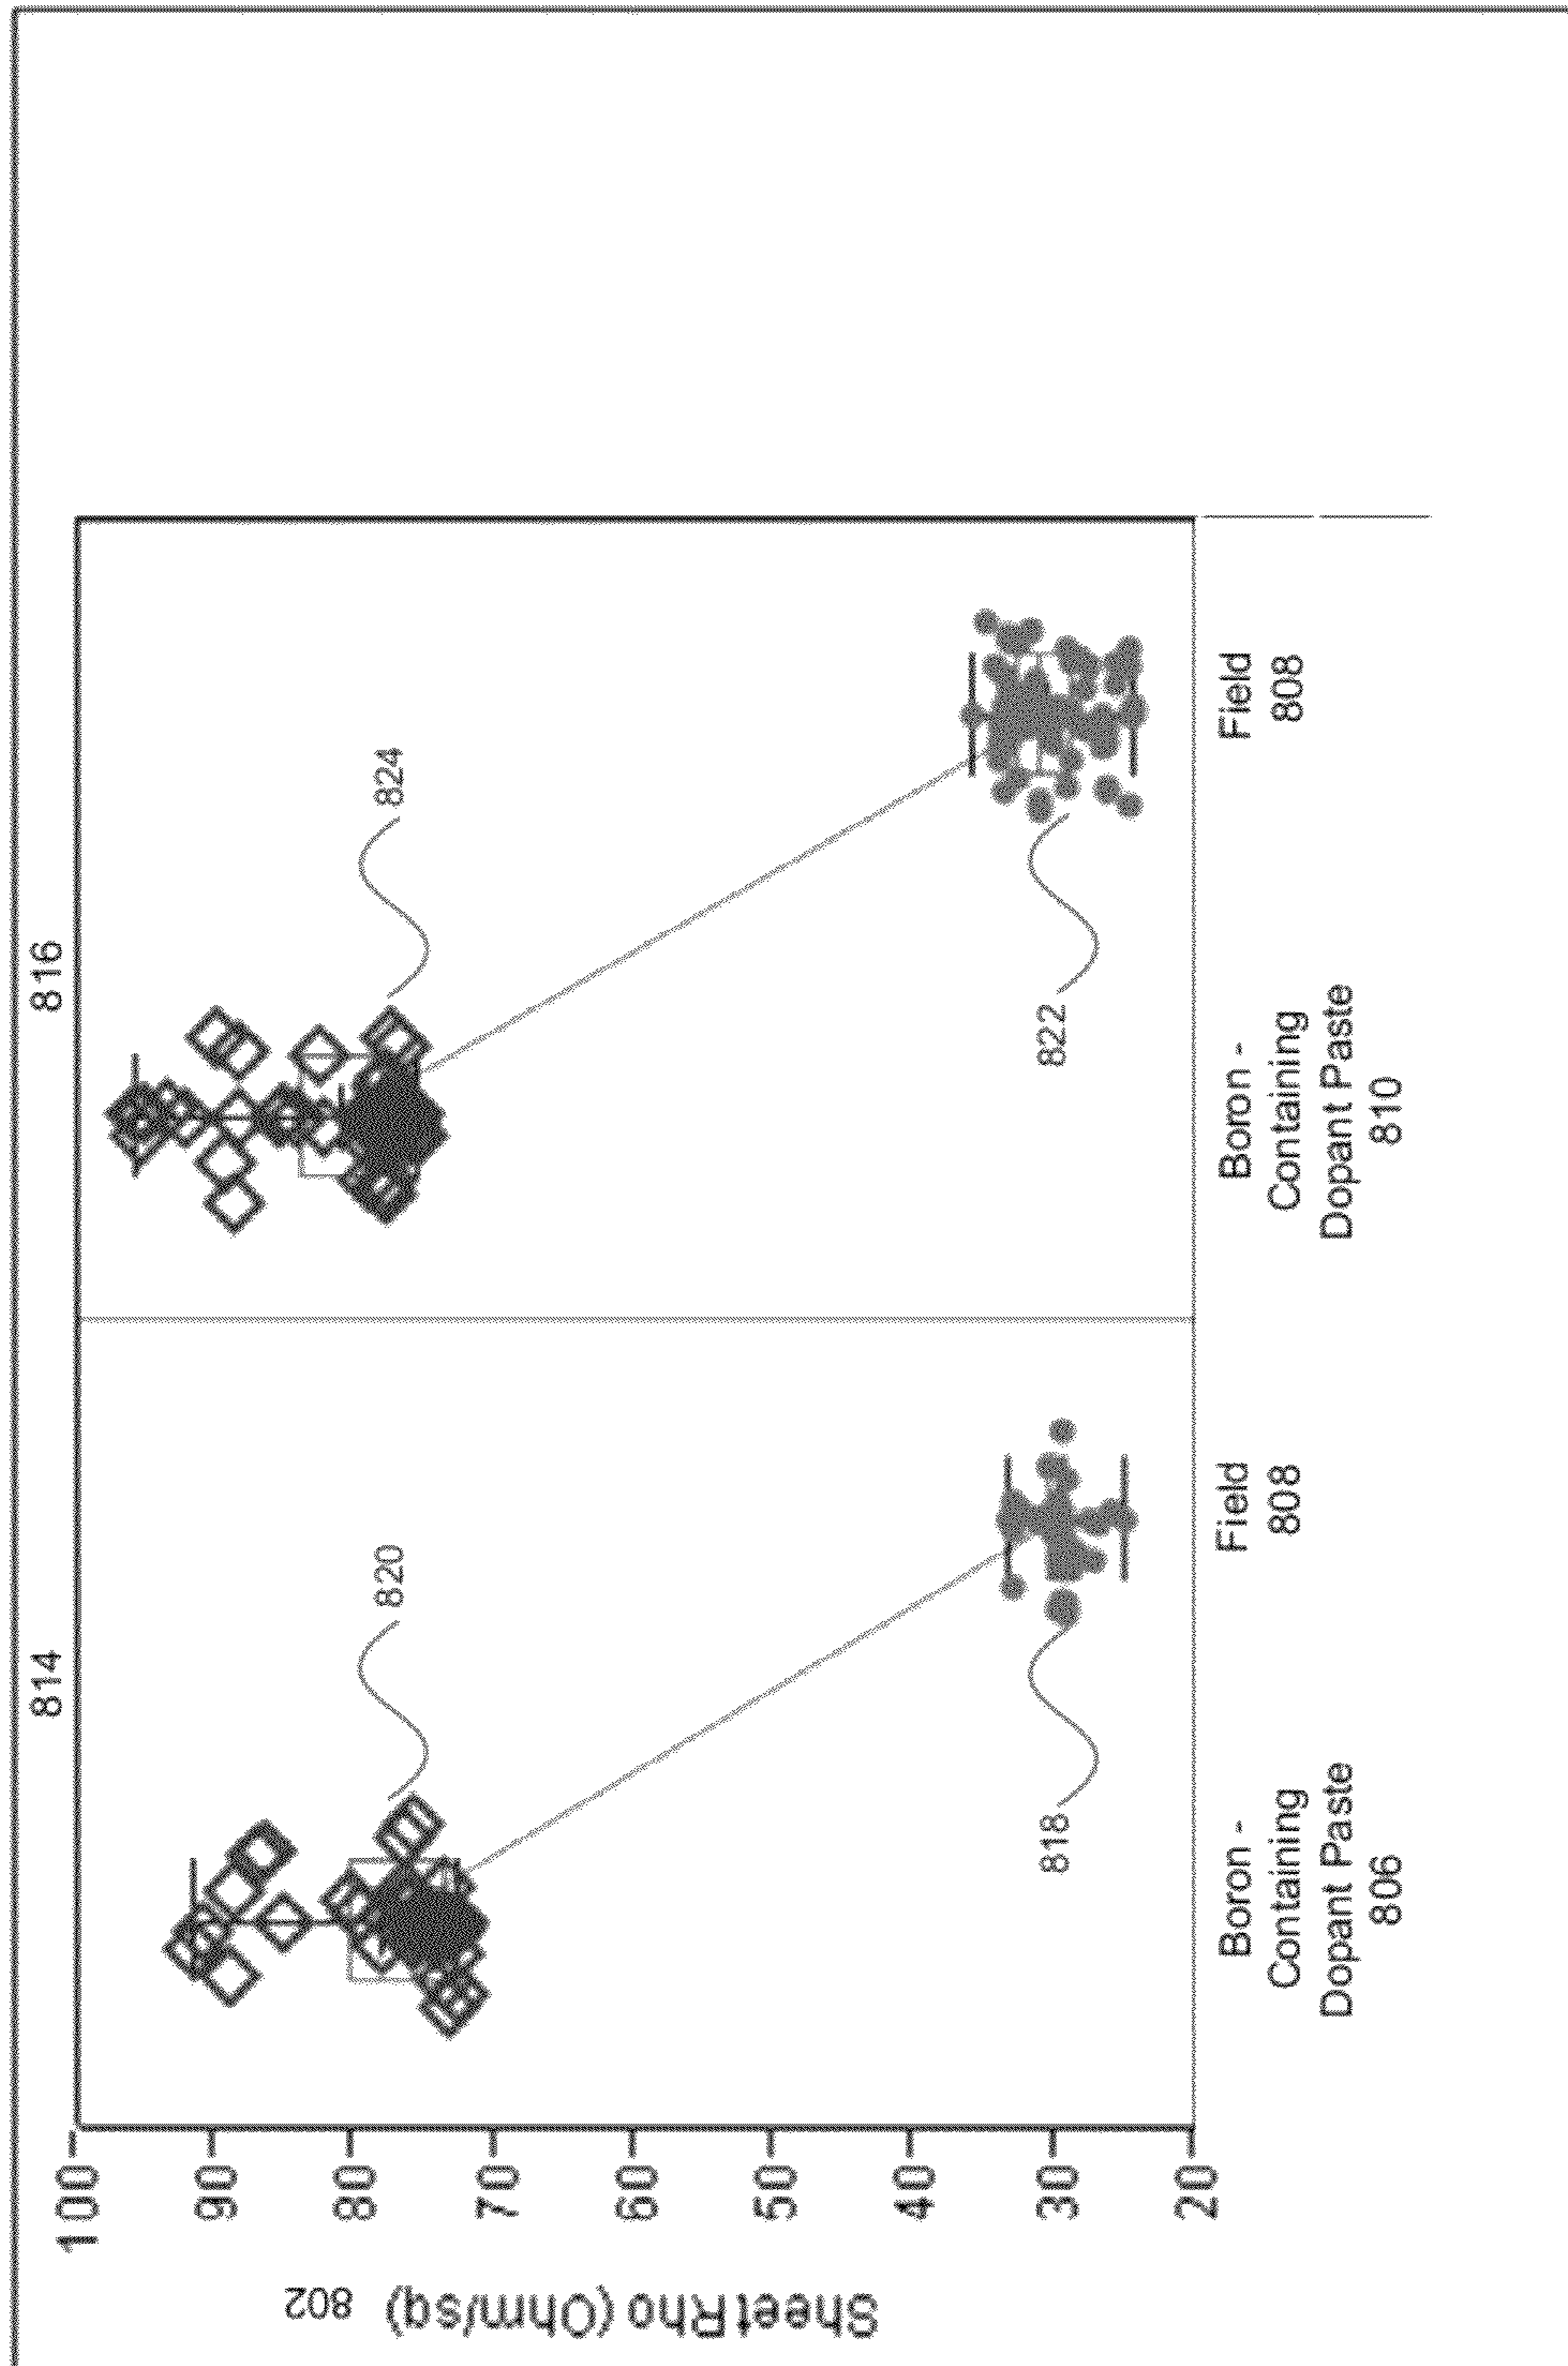 814
816
100
90
80
70
60
50
40
30
20
Sheet Rho (Ohm/sq) 802
820
824
818
822
Boron -
Containing
Dopant Paste
806
Field
808
Boron -
Containing
Dopant Paste
810
Field
808